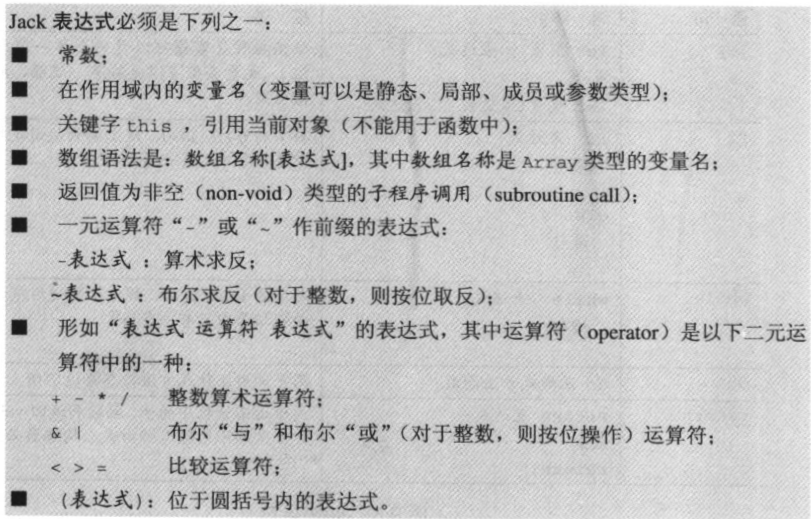 Jack 表达式必须是下列之一：
■ 常数；
■ 在作用域内的变量名（变量可以是静态、局部、成员或参数类型）；
■ 关键字 this ，引用当前对象（不能用于函数中）；
■ 数组语法是：数组名称[表达式]，其中数组名称是 Array 类型的变量名；
■ 返回值为非空（non-void）类型的子程序调用（subroutine call）；
■ 一元运算符“-”或“~”作前缀的表达式：
-表达式 ：算术求反；
~表达式 ：布尔求反（对于整数，则按位取反）；
■ 形如“表达式 运算符 表达式”的表达式，其中运算符（operator）是以下二元运
算符中的一种：
+ - * / 整数算术运算符；
& | 布尔“与”和布尔“或”（对于整数，则按位操作）运算符；
< > = 比较运算符；
■ （表达式）：位于圆括号内的表达式。